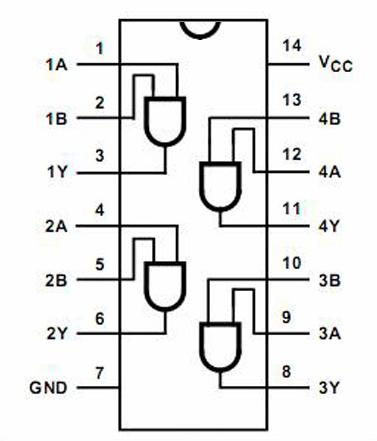 1A 1 14 VCC
1B 2 13 4B
1Y 3 12 4A
2A 4 11 4Y
2B 5 10 3B
2Y 6 9 3A
GND 7 8 3Y